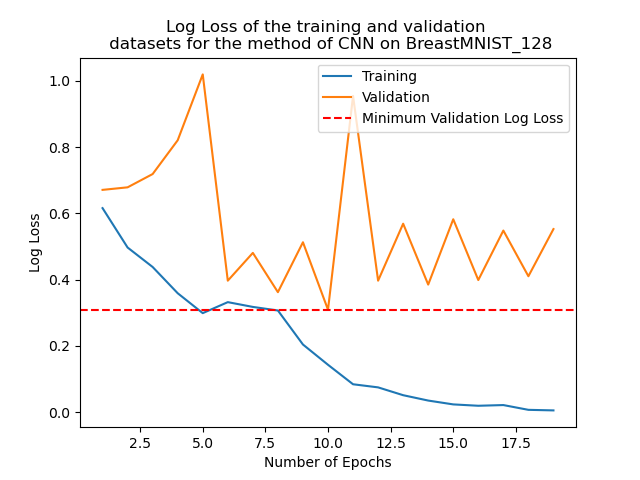 Log Loss of the training and validation
datasets for the method of CNN on BreastMNIST_128
Training
Validation
Minimum Validation Log Loss
Log Loss
1.0
0.8
0.6
0.4
0.2
0.0
2.5 5.0 7.5 10.0 12.5 15.0 17.5
Number of Epochs